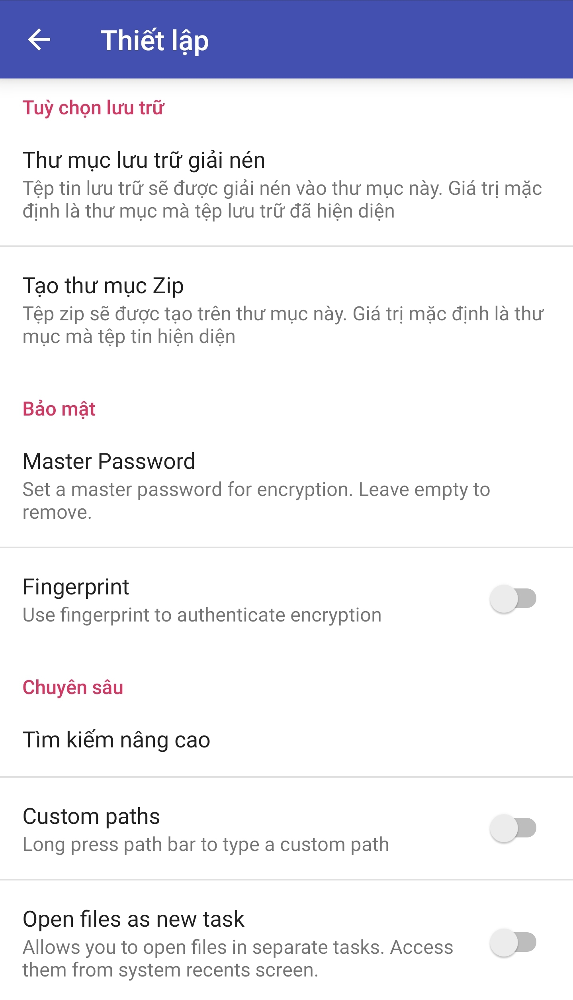 Thiết lập
Tuỳ chọn lưu trữ
Thư mục lưu trữ giải nén
Tệp tin lưu trữ sẽ được giải nén vào thư mục này. Giá trị mặc
định là thư mục mà tệp lưu trữ đã hiện diện
Tạo thư mục Zip
Tệp zip sẽ được tạo trên thư mục này. Giá trị mặc định là thư
mục mà tệp tin hiện diện
Bảo mật
Master Password
Set a master password for encryption. Leave empty to
remove.
Fingerprint
Use fingerprint to authenticate encryption
Chuyên sâu
Tìm kiếm nâng cao
Custom paths
Long press path bar to type a custom path
Open files as new task
Allows you to open files in separate tasks. Access
them from system recents screen.